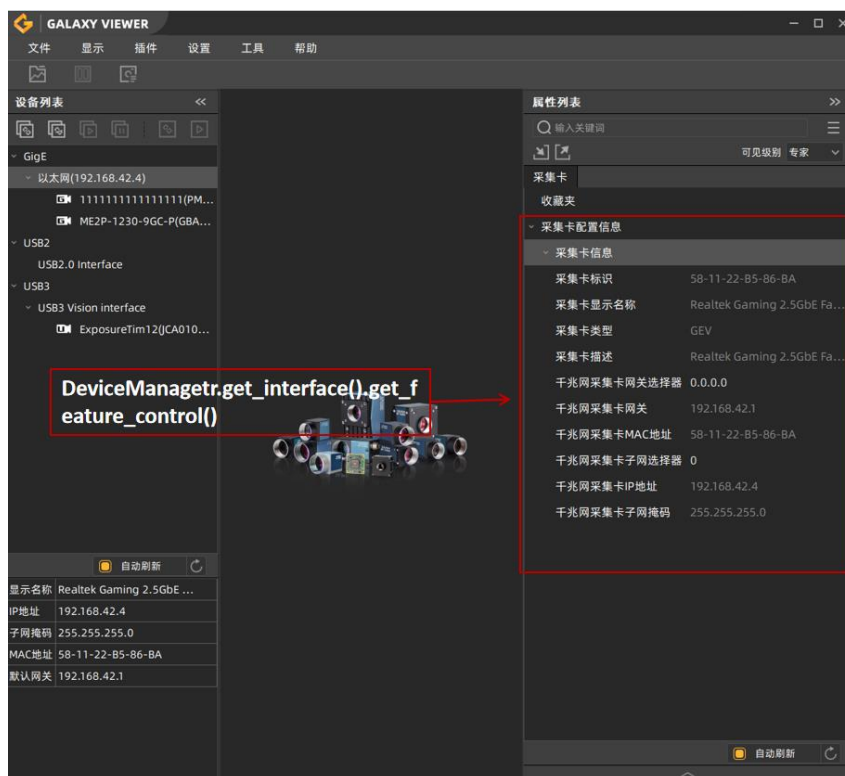 GALAXY VIEWER
文件 显示 插件 设置 工具 帮助
设备列表
GigE
以太网(192.168.42.4)
1111111111111111(PM...
ME2P-1230-9GC-P(GBA...
USB2
USB2.0 Interface
USB3
USB3 Vision interface
ExposureTim12(JCA010...
自动刷新
显示名称 Realtek Gaming 2.5GbE ...
IP地址 192.168.42.4
子网掩码 255.255.255.0
MAC地址 58-11-22-B5-86-BA
默认网关 192.168.42.1
DeviceManagetr.get_interface().get_f
eature_control()
属性列表
输入关键词
可见级别 专家
采集卡
收藏夹
采集卡配置信息
采集卡信息
采集卡标识 58-11-22-B5-86-BA
采集卡显示名称 Realtek Gaming 2.5GbE Fa...
采集卡类型 GEV
采集卡描述 Realtek Gaming 2.5GbE Fa...
千兆网采集卡网关选择器 0.0.0.0
千兆网采集卡网关 192.168.42.1
千兆网采集卡MAC地址 58-11-22-B5-86-BA
千兆网采集卡子网选择器 0
千兆网采集卡IP地址 192.168.42.4
千兆网采集卡子网掩码 255.255.255.0
自动刷新